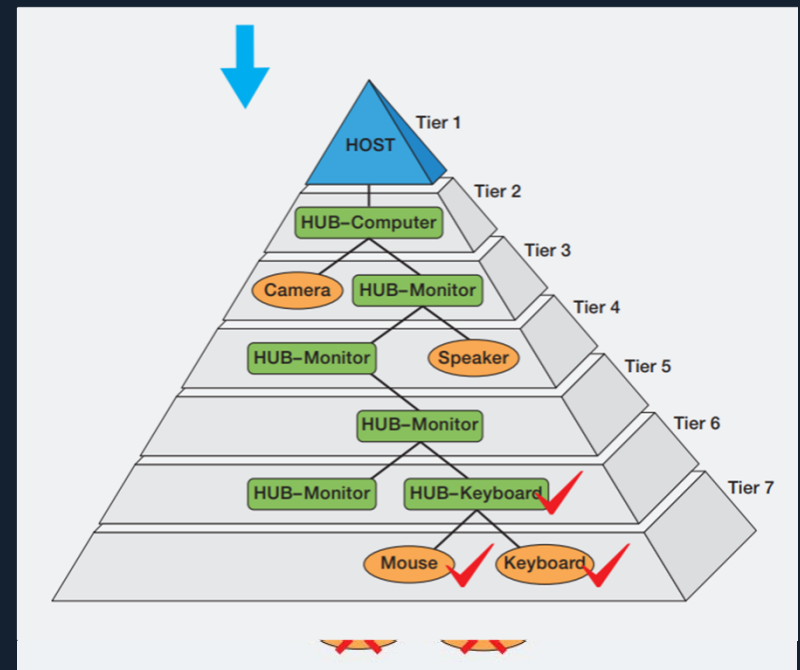 Tier 1
HOST
Tier 2
HUB–Computer
Tier 3
Camera
HUB–Monitor
Tier 4
HUB–Monitor
Speaker
Tier 5
HUB–Monitor
Tier 6
HUB–Monitor
HUB–Keyboard
Tier 7
Mouse
Keyboard